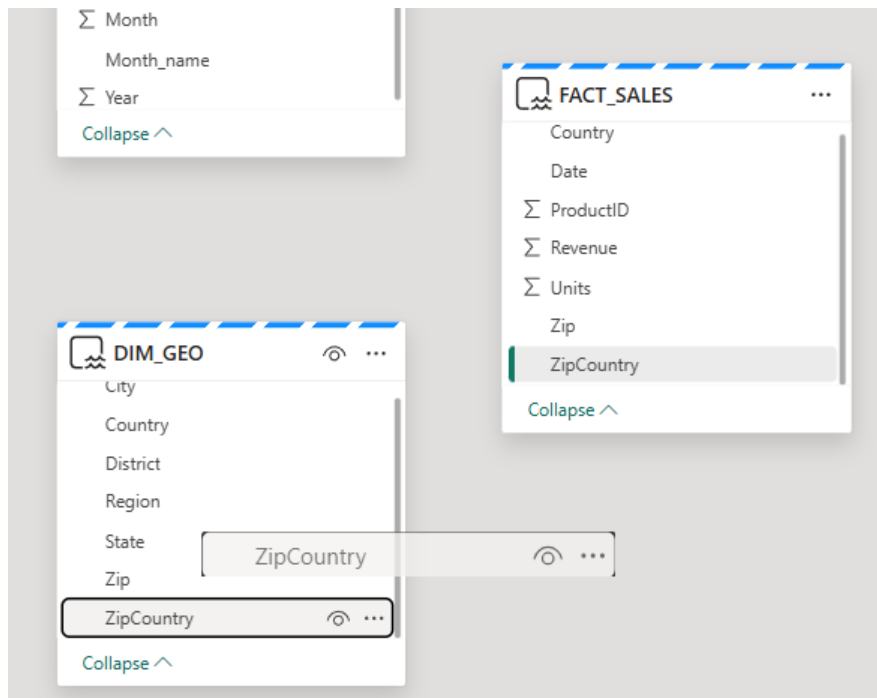 Month
Month_name
Year
Collapse
FACT_SALES
Country
Date
ProductID
Revenue
Units
Zip
ZipCountry
Collapse
DIM_GEO
City
Country
District
Region
State
ZipCountry
Zip
ZipCountry
Collapse